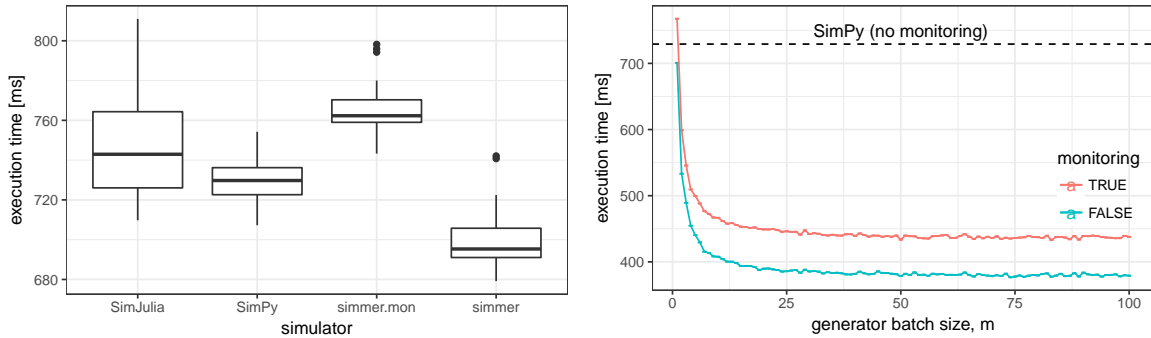 execution time [ms]
800
760
720
680
SimJulia SimPy simmer.mon simmer
simulator
execution time [ms]
700
600
500
400
SimPy (no monitoring)
monitoring
a TRUE
a FALSE
0 25 50 75 100
generator batch size, m